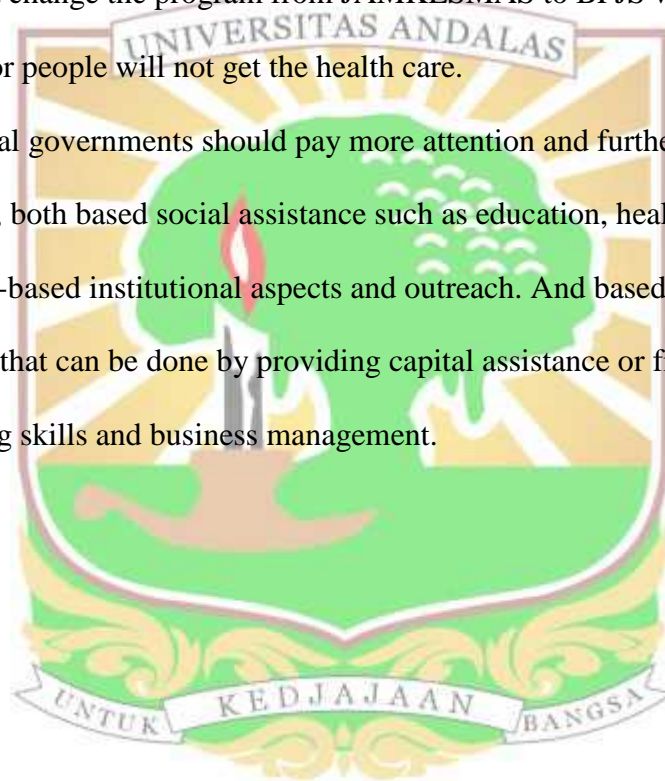 change the program from JAMKESMAS to BPJS
UNIVERSITAS ANDALAS
or people will not get the health care.
al governments should pay more attention and furthe
, both based social assistance such as education, heal
-based institutional aspects and outreach. And based
that can be done by providing capital assistance or f
g skills and business management.
UNTUK KEDJAJAAN BANGSA